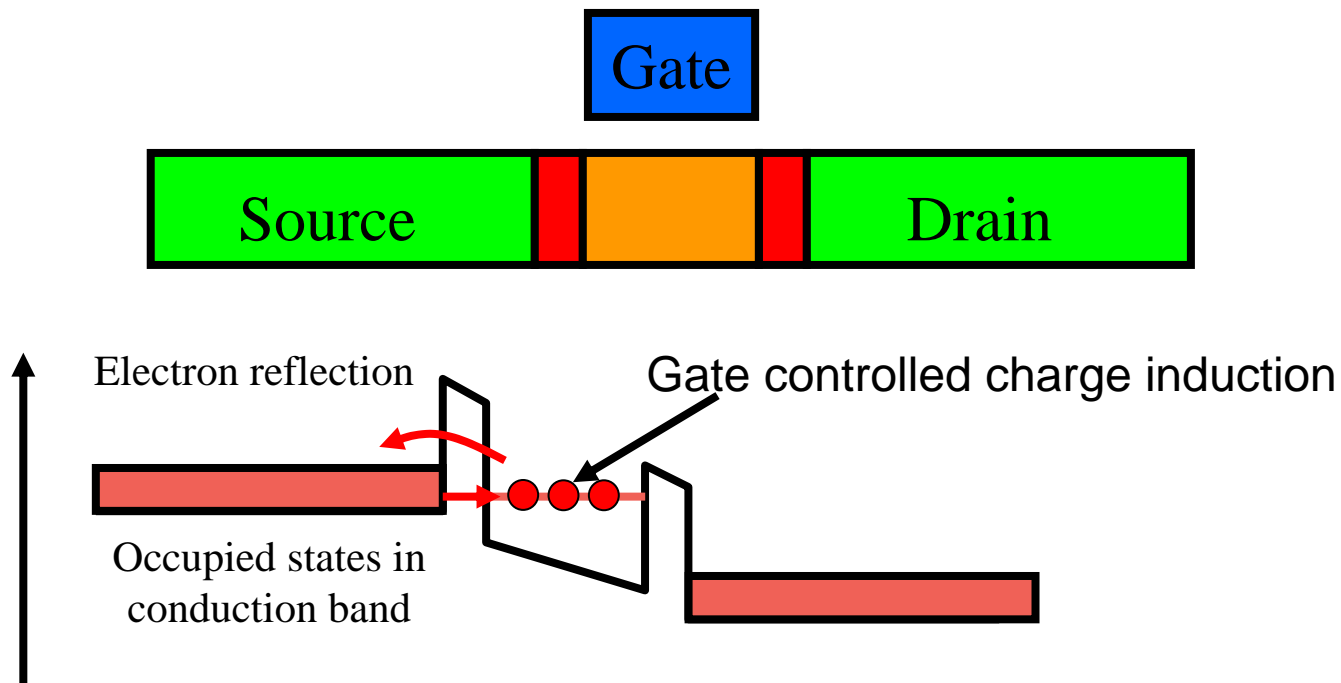 Gate
Source
Drain
Electron reflection
Gate controlled charge induction
Occupied states in
conduction band